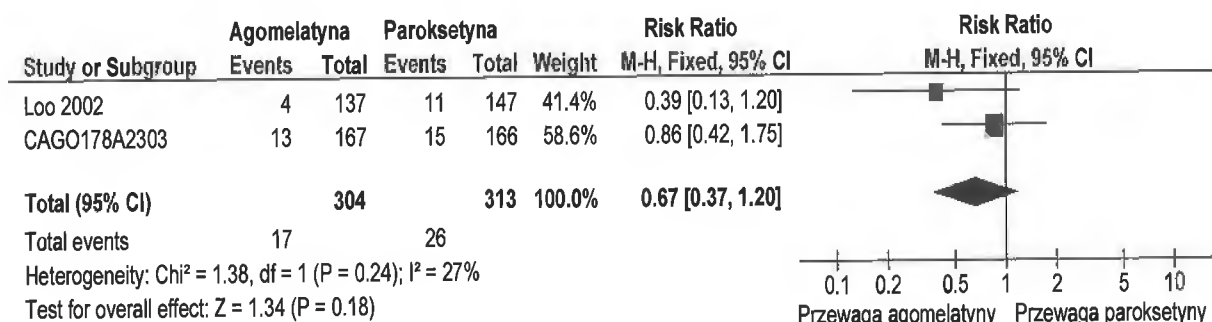 Agomelatyna Paroksetyna Risk Ratio Risk Ratio
Study or Subgroup Events Total Events Total Weight M-H, Fixed, 95% CI M-H, Fixed, 95% CI
Loo 2002 4 137 11 147 41.4% 0.39 [0.13, 1.20]
CAGO178A2303 13 167 15 166 58.6% 0.86 [0.42, 1.75]
Total (95% CI) 304 313 100.0% 0.67 [0.37, 1.20]
Total events 17 26
Heterogeneity: Chi² = 1.38, df = 1 (P = 0.24); I² = 27%
Test for overall effect: Z = 1.34 (P = 0.18)
0.1 0.2 0.5 1 2 5 10
Przewaga agomelatyny Przewaga paroksetyny